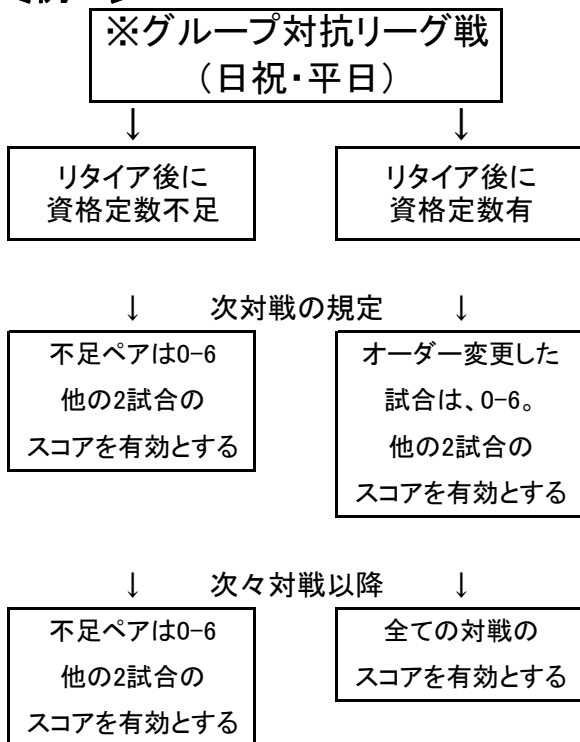 ※グループ対抗リーグ戦
（日祝・平日）
↓ ↓
リタイア後に
資格定数不足
リタイア後に
資格定数有
↓ 次対戦の規定 ↓
不足ペアは0-6
他の2試合の
スコアを有効とする
オーダー変更した
試合は、0-6。
他の2試合の
スコアを有効とする
↓ 次々対戦以降 ↓
不足ペアは0-6
他の2試合の
スコアを有効とする
全ての対戦の
スコアを有効とする